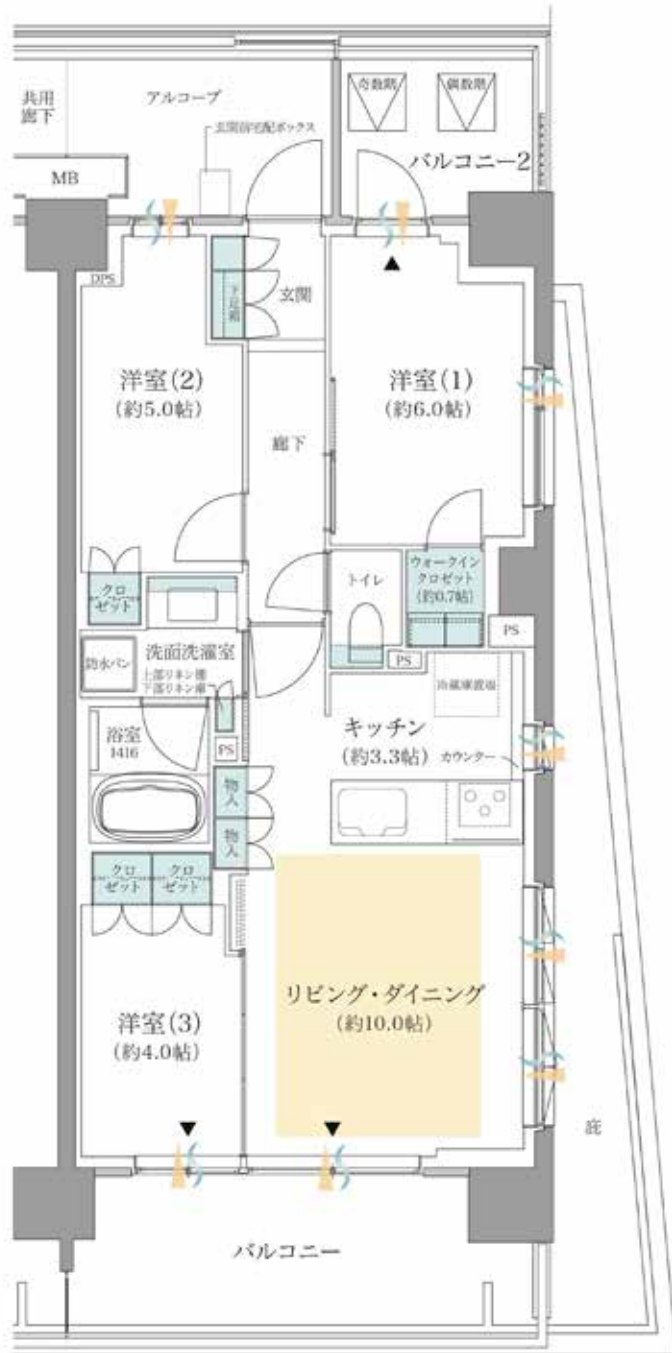 共用
廊下
アルコーブ
玄関前宅配ボックス
奇数階
偶数階
バルコニー2
MB
DPS
下足箱
玄関
洋室(2)
(約5.0帖)
洋室(1)
(約6.0帖)
廊下
クロ
ゼット
トイレ
ウォークイン
クロゼット
(約0.7帖)
PS
防水パン
洗面洗濯室
上部リネン棚
下部リネン庫
PS
冷蔵庫置場
浴室
1416
PS
キッチン
(約3.3帖)
カウンター
物入
物入
クロ
ゼット
クロ
ゼット
洋室(3)
(約4.0帖)
リビング・ダイニング
(約10.0帖)
庇
バルコニー